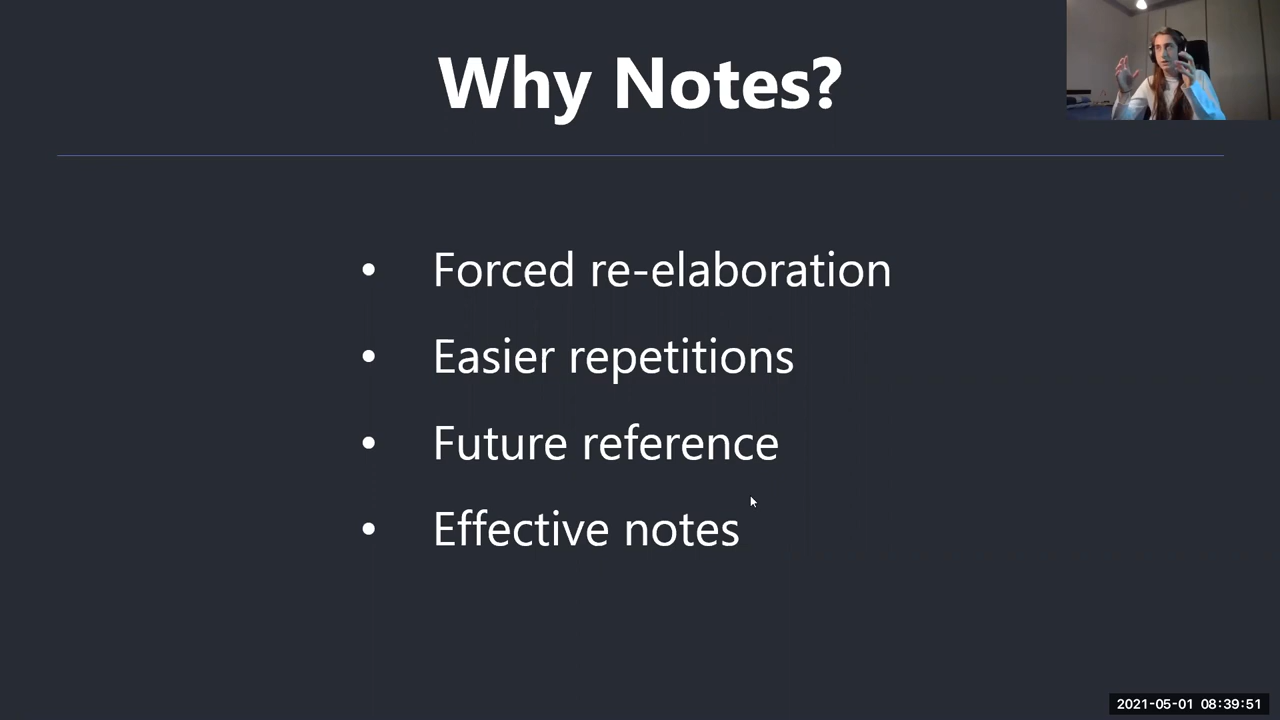 Why Notes?
• Forced re-elaboration
• Easier repetitions
• Future reference
• Effective notes
2021-05-01 08:39:51